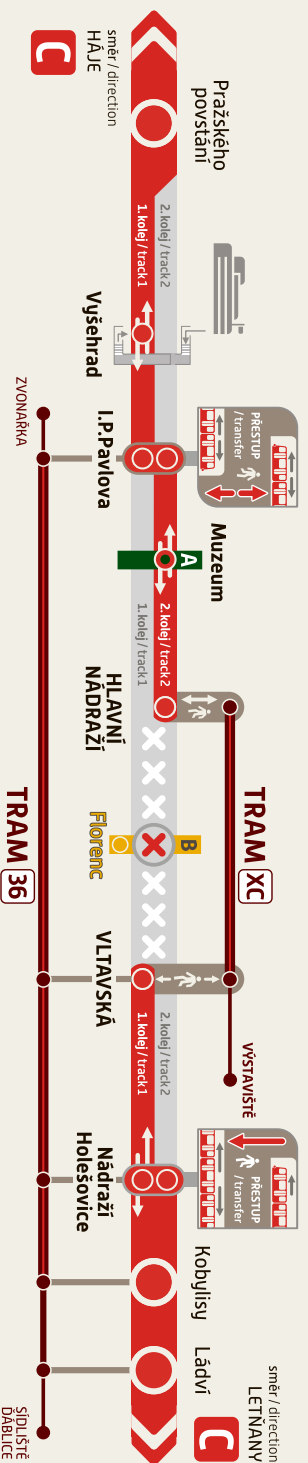 C
směr / direction
HÁJE
Pražského
povstání
2. kolej / track 2
1. kolej / track 1
Vyšehrad
I.P.Pavlova
PŘESTUP
/ transfer
Muzeum
A
2. kolej / track 2
1. kolej / track 1
HLAVNÍ
NÁDRAŽÍ
B
Florenc
VLTAVSKÁ
2. kolej / track 2
1. kolej / track 1
Nádraží
Holešovice
PŘESTUP
/ transfer
Kobylisy
Ládví
směr / direction
LETŇANY
C
TRAM XC
VÝSTAVIŠTĚ
ZVONAŘKA
TRAM 36
SÍDLIŠTĚ
ĎÁBLICE